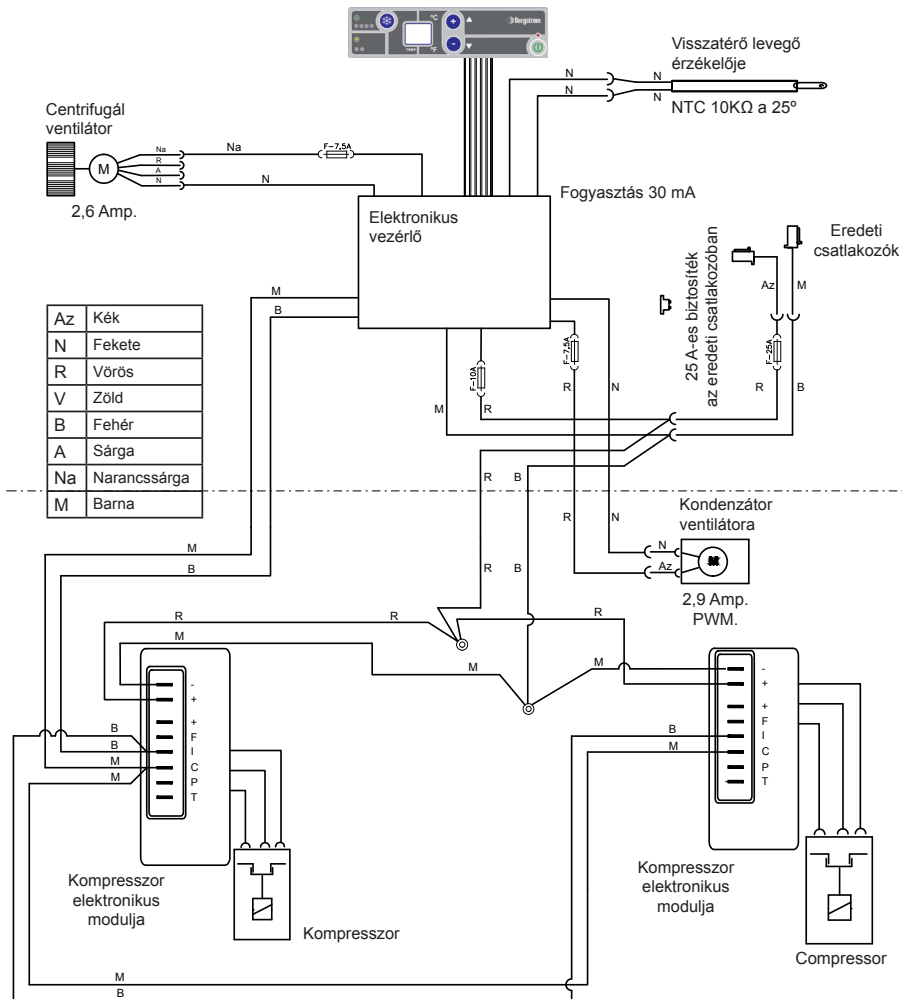 °C
Bergstrom
TEMP
°F
Visszatérő levegő
érzékelője
N
N
N
N
NTC 10KΩ a 25º
Centrifugál
ventilátor
M
Na
R
A
N
Na
N
F-7,5A
2,6 Amp.
Fogyasztás 30 mA
Elektronikus
vezérlő
25 A-es biztosíték
az eredeti csatlakozóban
Eredeti
csatlakozók
Az
M
F-25A
R
B
M
B
F-10A
F-7,5A
M
R
R
N
Az Kék
N Fekete
R Vörös
V Zöld
B Fehér
A Sárga
Na Narancssárga
M Barna
R
B
R
N
Kondenzátor
ventilátora
N
Az
2,9 Amp.
PWM.
M
B
R
B
R
R
R
M
M
M
-
+
+
F
I
C
P
T
B
B
M
M
-
+
+
F
I
C
P
T
B
M
Kompresszor
elektronikus
modulja
Kompresszor
Kompresszor
elektronikus
modulja
Compressor
M
B